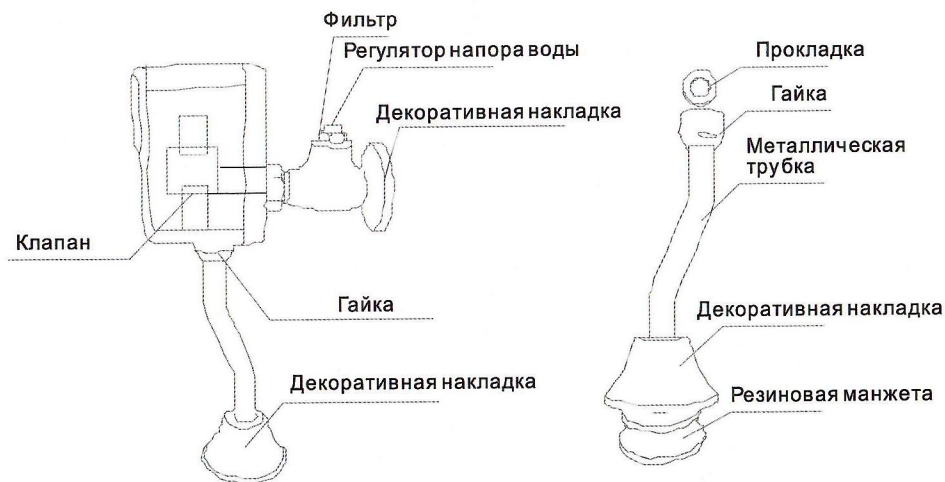 Фильтр
Регулятор напора воды
Декоративная накладка
Клапан
Гайка
Декоративная накладка
Прокладка
Гайка
Металлическая
трубка
Декоративная накладка
Резиновая манжета